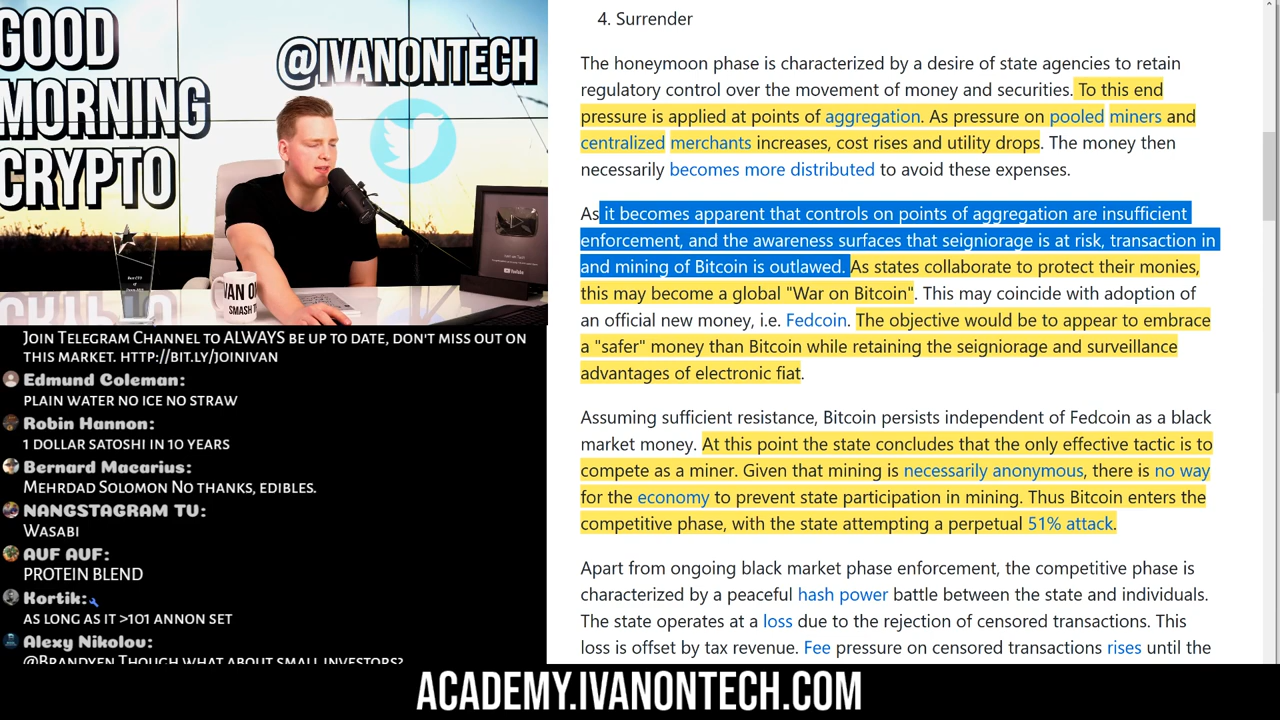 GOOD
MORNING
CRYPTO
@IVANONTECH
IVAN ON
SMASH
YouTube
4. Surrender
The honeymoon phase is characterized by a desire of state agencies to retain
regulatory control over the movement of money and securities. To this end
pressure is applied at points of aggregation. As pressure on pooled miners and
centralized merchants increases, cost rises and utility drops. The money then
necessarily becomes more distributed to avoid these expenses.
As it becomes apparent that controls on points of aggregation are insufficient
enforcement, and the awareness surfaces that seigniorage is at risk, transaction in
and mining of Bitcoin is outlawed. As states collaborate to protect their monies,
this may become a global "War on Bitcoin". This may coincide with adoption of
an official new money, i.e. Fedcoin. The objective would be to appear to embrace
a "safer" money than Bitcoin while retaining the seigniorage and surveillance
advantages of electronic fiat.
Assuming sufficient resistance, Bitcoin persists independent of Fedcoin as a black
market money. At this point the state concludes that the only effective tactic is to
compete as a miner. Given that mining is necessarily anonymous, there is no way
for the economy to prevent state participation in mining. Thus Bitcoin enters the
competitive phase, with the state attempting a perpetual 51% attack.
Apart from ongoing black market phase enforcement, the competitive phase is
characterized by a peaceful hash power battle between the state and individuals.
The state operates at a loss due to the rejection of censored transactions. This
loss is offset by tax revenue. Fee pressure on censored transactions rises until the
JOIN TELEGRAM CHANNEL TO ALWAYS BE UP TO DATE, DON'T MISS OUT ON
THIS MARKET. HTTP://BIT.LY/JOINIVAN
Edmund Coleman:
PLAIN WATER NO ICE NO STRAW
Robin Hannon:
1 DOLLAR SATOSHI IN 10 YEARS
Bernard Macarius:
MEHRDAD SOLOMON NO THANKS, EDIBLES.
NANGSTAGRAM TU:
WASABI
AUF AUF:
PROTEIN BLEND
Kortik:
AS LONG AS IT >101 ANNON SET
Alexy Nikolou:
@BRANDYEN THOUGH WHAT ABOUT SMALL INVESTORS?
ACADEMY.IVANONTECH.COM